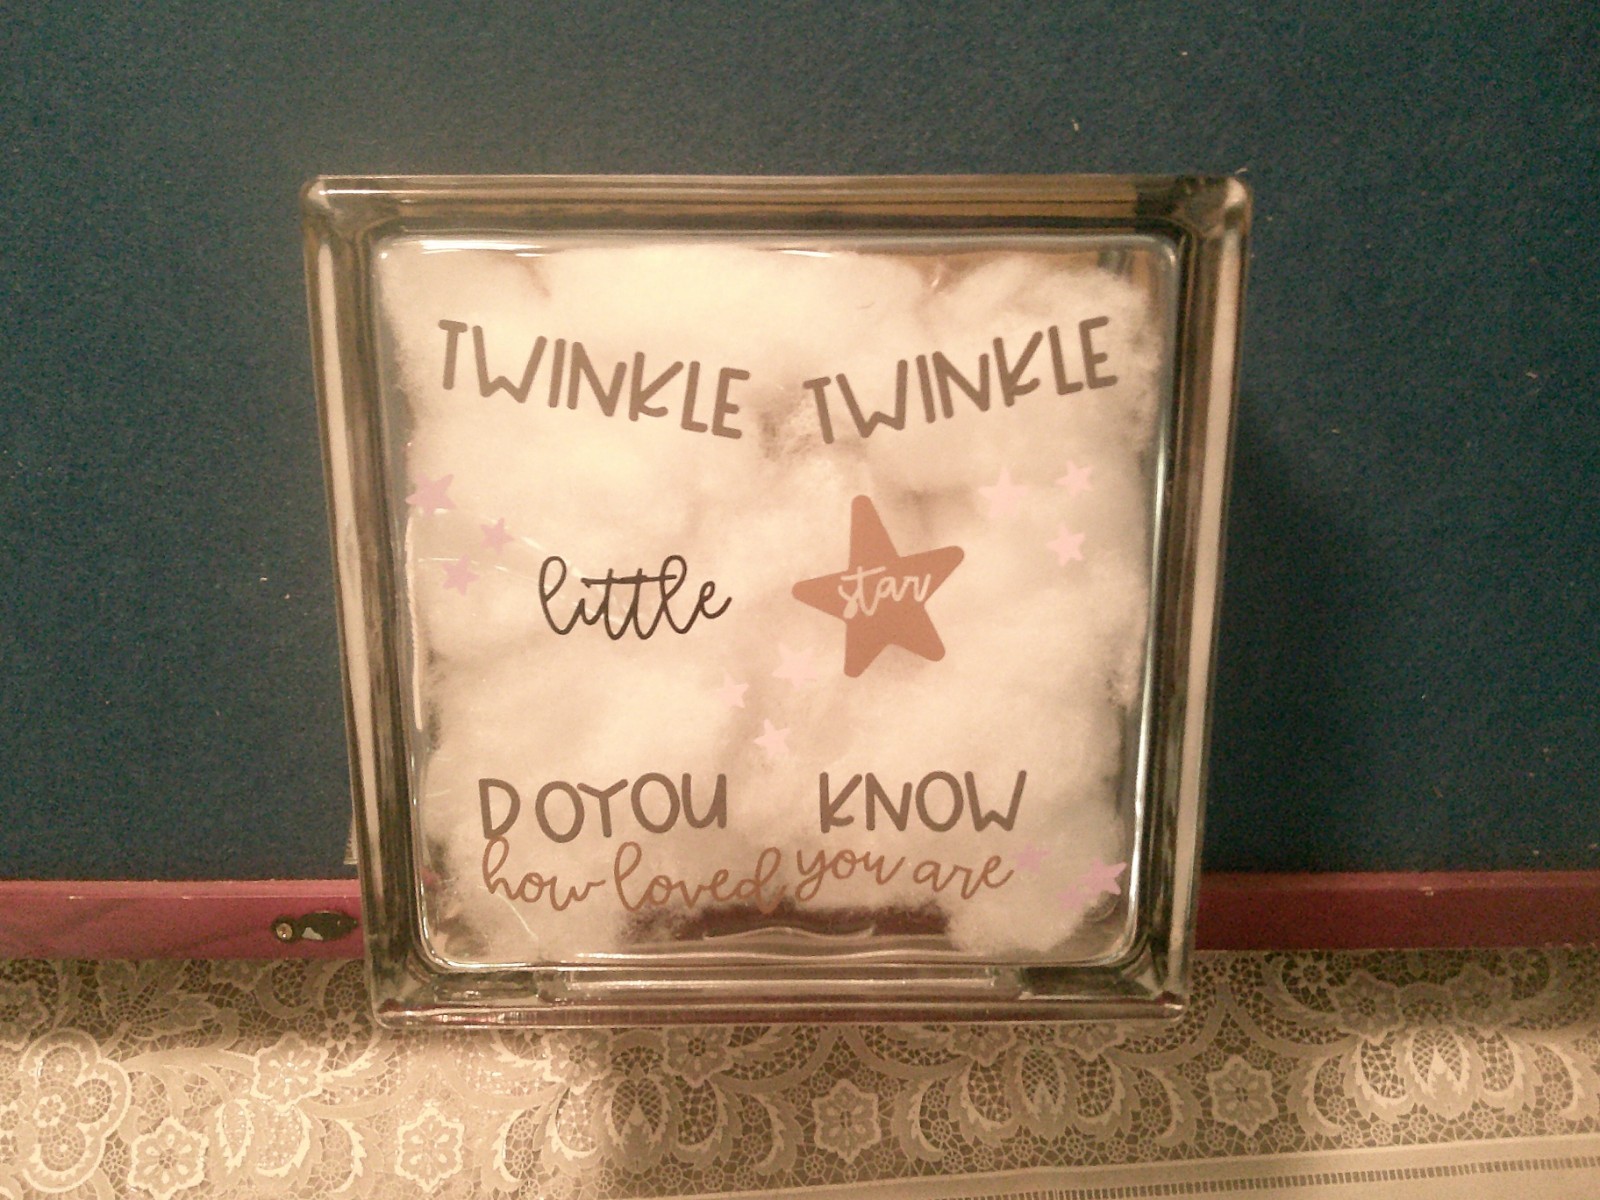 TWINKLE TWINKLE
little star
DOYOU KNOW
how loved you are